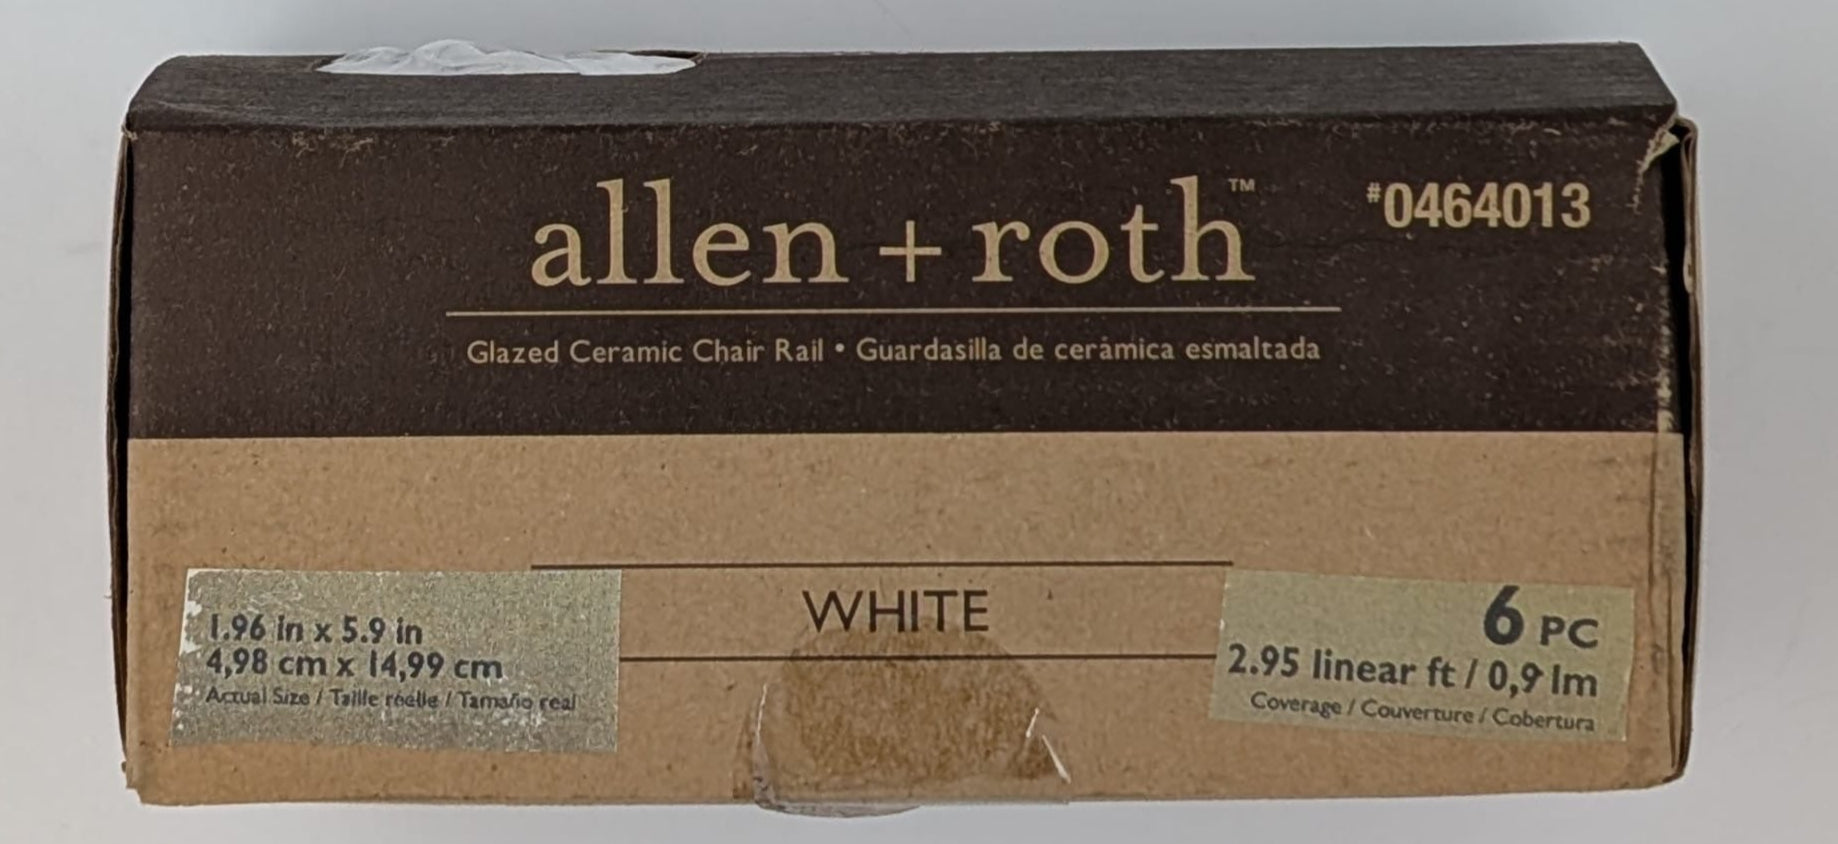 allen + roth™
#0464013
Glazed Ceramic Chair Rail • Guardasilla de cerámica esmaltada
WHITE
1.96 in x 5.9 in
4,98 cm x 14,99 cm
Actual Size / Taille réelle / Tamaño real
6 PC
2.95 linear ft / 0,9 lm
Coverage / Couverture / Cobertura